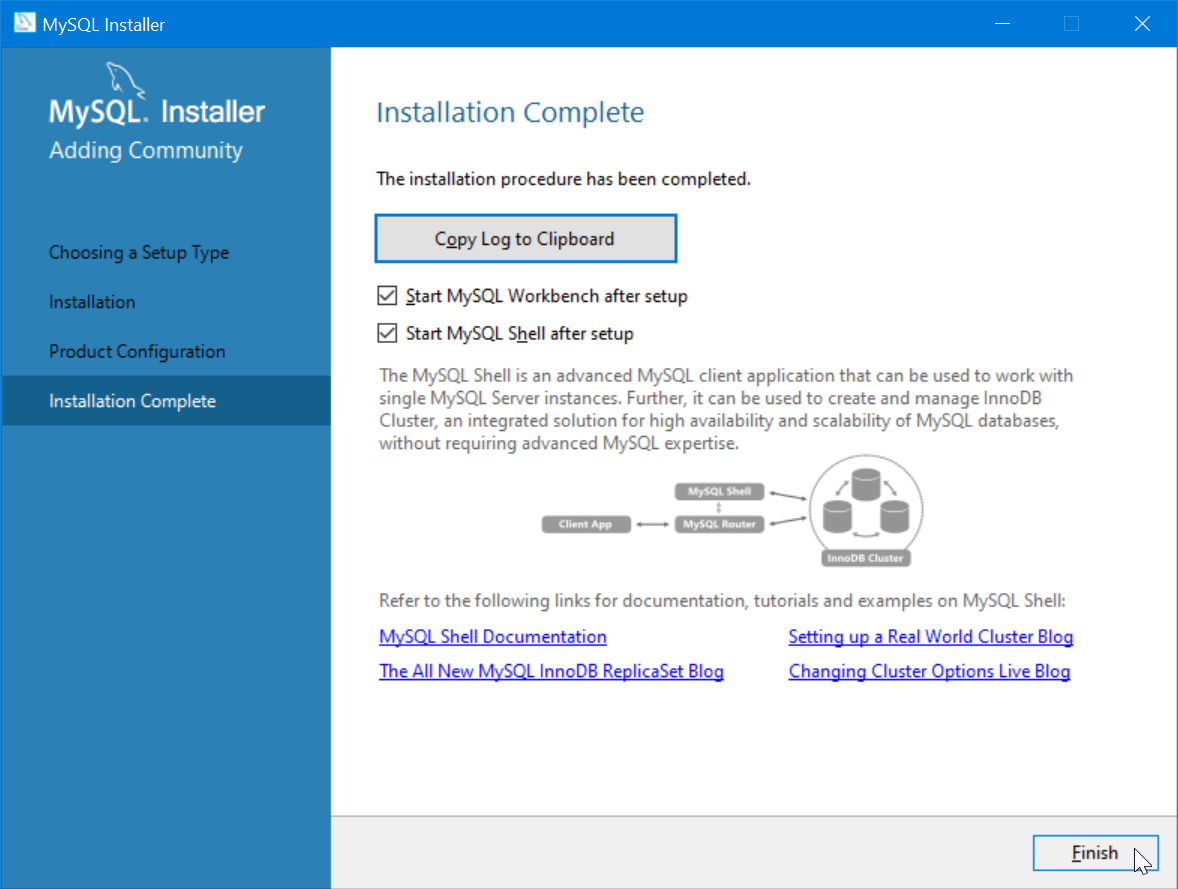 MySQL Installer
MySQL. Installer
Adding Community
Choosing a Setup Type
Installation
Product Configuration
Installation Complete
Installation Complete
The installation procedure has been completed.
Copy Log to Clipboard
Start MySQL Workbench after setup
Start MySQL Shell after setup
The MySQL Shell is an advanced MySQL client application that can be used to work with
single MySQL Server instances. Further, it can be used to create and manage InnoDB
Cluster, an integrated solution for high availability and scalability of MySQL databases,
without requiring advanced MySQL expertise.
MySQL Shell
Client App
MySQL Router
InnoDB Cluster
Refer to the following links for documentation, tutorials and examples on MySQL Shell:
MySQL Shell Documentation
Setting up a Real World Cluster Blog
The All New MySQL InnoDB ReplicaSet Blog
Changing Cluster Options Live Blog
Finish